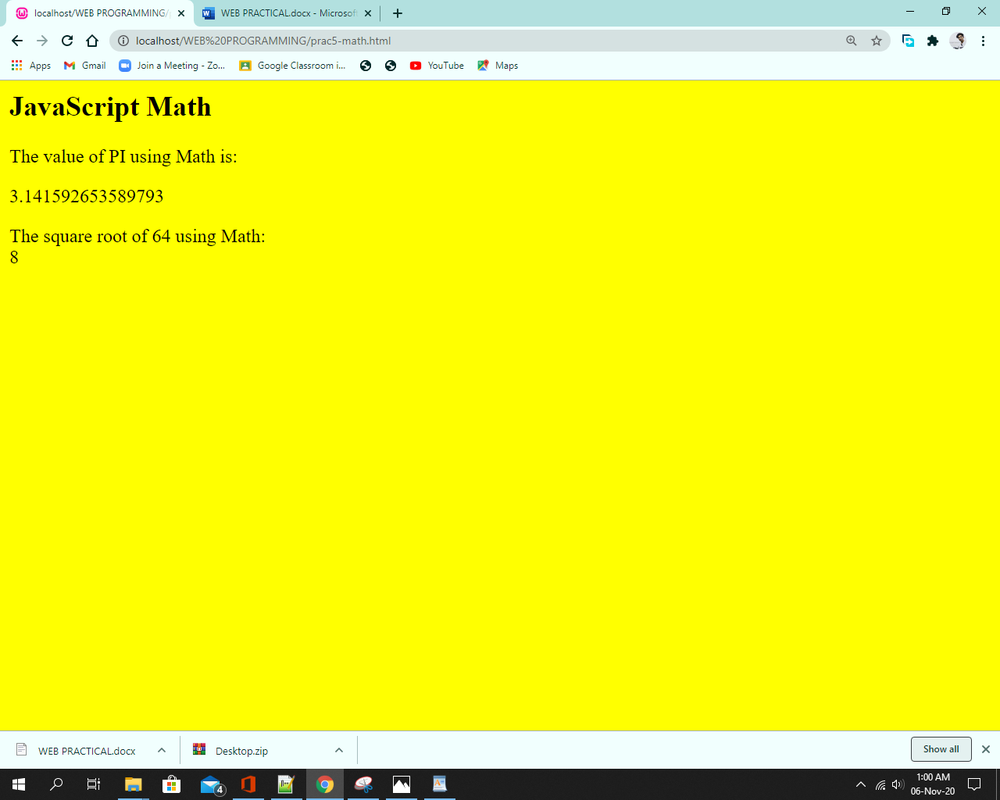 localhost/WEB PROGRAMMING/
WEB PRACTICAL.docx - Microsoft
localhost/WEB%20PROGRAMMING/prac5-math.html
Apps
Gmail
Join a Meeting - Zo...
Google Classroom i...
YouTube
Maps
JavaScript Math
The value of PI using Math is:
3.141592653589793
The square root of 64 using Math:
8
WEB PRACTICAL.docx
Desktop.zip
Show all
4
1:00 AM
06-Nov-20